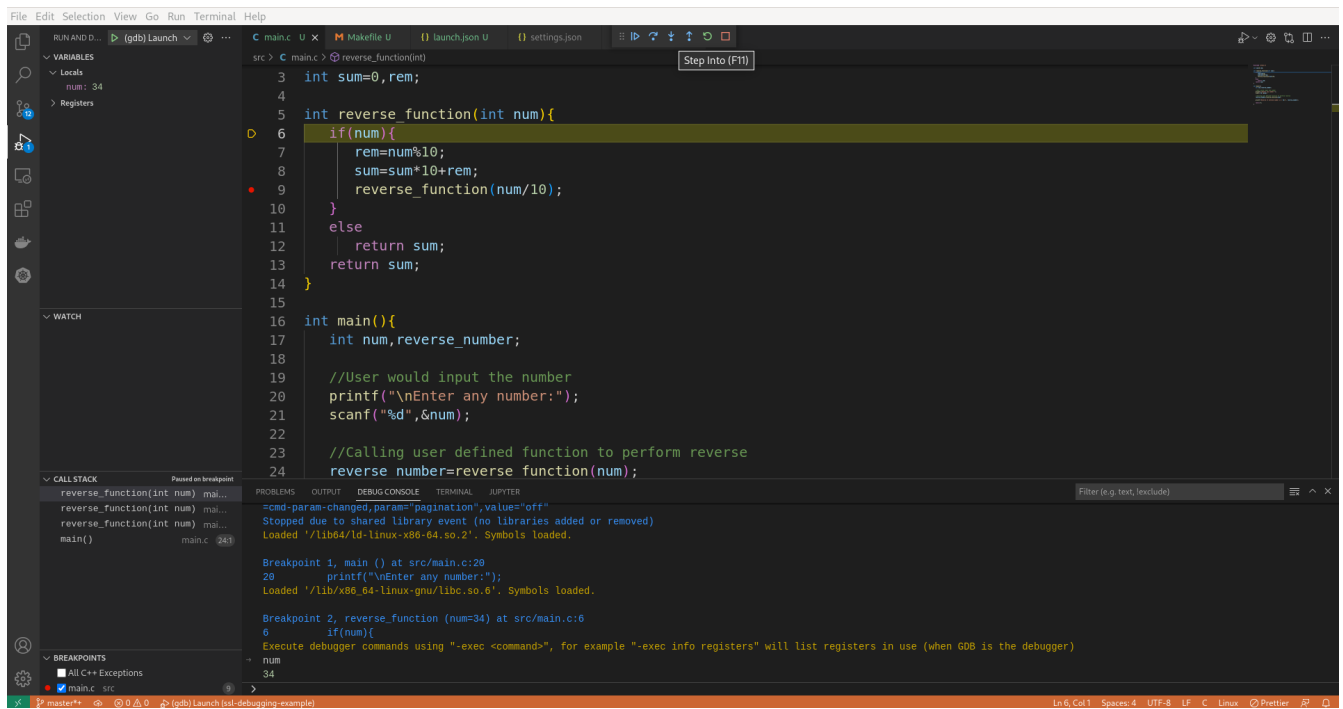 File Edit Selection View Go Run Terminal Help
RUN AND D... (gdb) Launch ...
main.c U X Makefile U {} launch.json U {} settings.json
VARIABLES
Locals
num: 34
Registers
12
1
WATCH
CALL STACK Paused on breakpoint
reverse_function(int num) mai...
reverse_function(int num) mai...
reverse_function(int num) mai...
main() main.c 24:1
BREAKPOINTS
All C++ Exceptions
main.c src 9
src > C main.c > reverse_function(int)
Step Into (F11)
3 int sum=0,rem;
4
5 int reverse_function(int num){
6 if(num){
7 rem=num%10;
8 sum=sum*10+rem;
9 reverse_function(num/10);
10 }
11 else
12 return sum;
13 return sum;
14 }
15
16 int main(){
17 int num,reverse_number;
18
19 //User would input the number
20 printf("\nEnter any number:");
21 scanf("%d",&num);
22
23 //Calling user defined function to perform reverse
24 reverse_number=reverse_function(num);
PROBLEMS OUTPUT DEBUG CONSOLE TERMINAL JUPYTER Filter (e.g. text, !exclude)
=cmd-param-changed,param="pagination",value="off"
Stopped due to shared library event (no libraries added or removed)
Loaded '/lib64/ld-linux-x86-64.so.2'. Symbols loaded.
Breakpoint 1, main () at src/main.c:20
20 printf("\nEnter any number:");
Loaded '/lib/x86_64-linux-gnu/libc.so.6'. Symbols loaded.
Breakpoint 2, reverse_function (num=34) at src/main.c:6
6 if(num){
Execute debugger commands using "-exec <command>", for example "-exec info registers" will list registers in use (when GDB is the debugger)
num
34
>
master*+ 0 0 (gdb) Launch (ssl-debugging-example) Ln 6, Col 1 Spaces: 4 UTF-8 LF C Linux Prettier